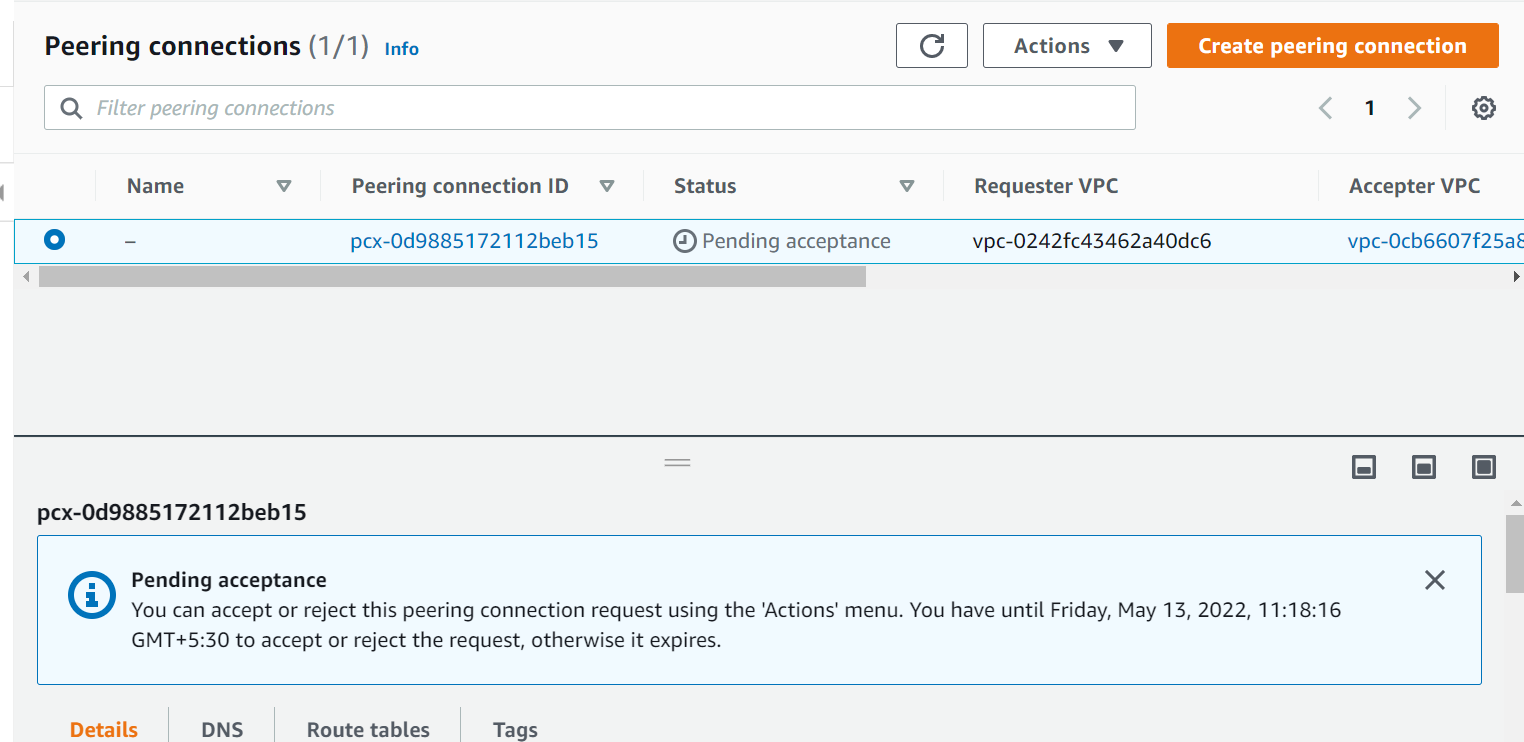 Peering connections (1/1) Info
Actions
Create peering connection
Filter peering connections
1
Name Peering connection ID Status Requester VPC Accepter VPC
– pcx-0d9885172112beb15 Pending acceptance vpc-0242fc43462a40dc6 vpc-0cb6607f25a8
pcx-0d9885172112beb15
Pending acceptance
You can accept or reject this peering connection request using the 'Actions' menu. You have until Friday, May 13, 2022, 11:18:16
GMT+5:30 to accept or reject the request, otherwise it expires.
Details DNS Route tables Tags